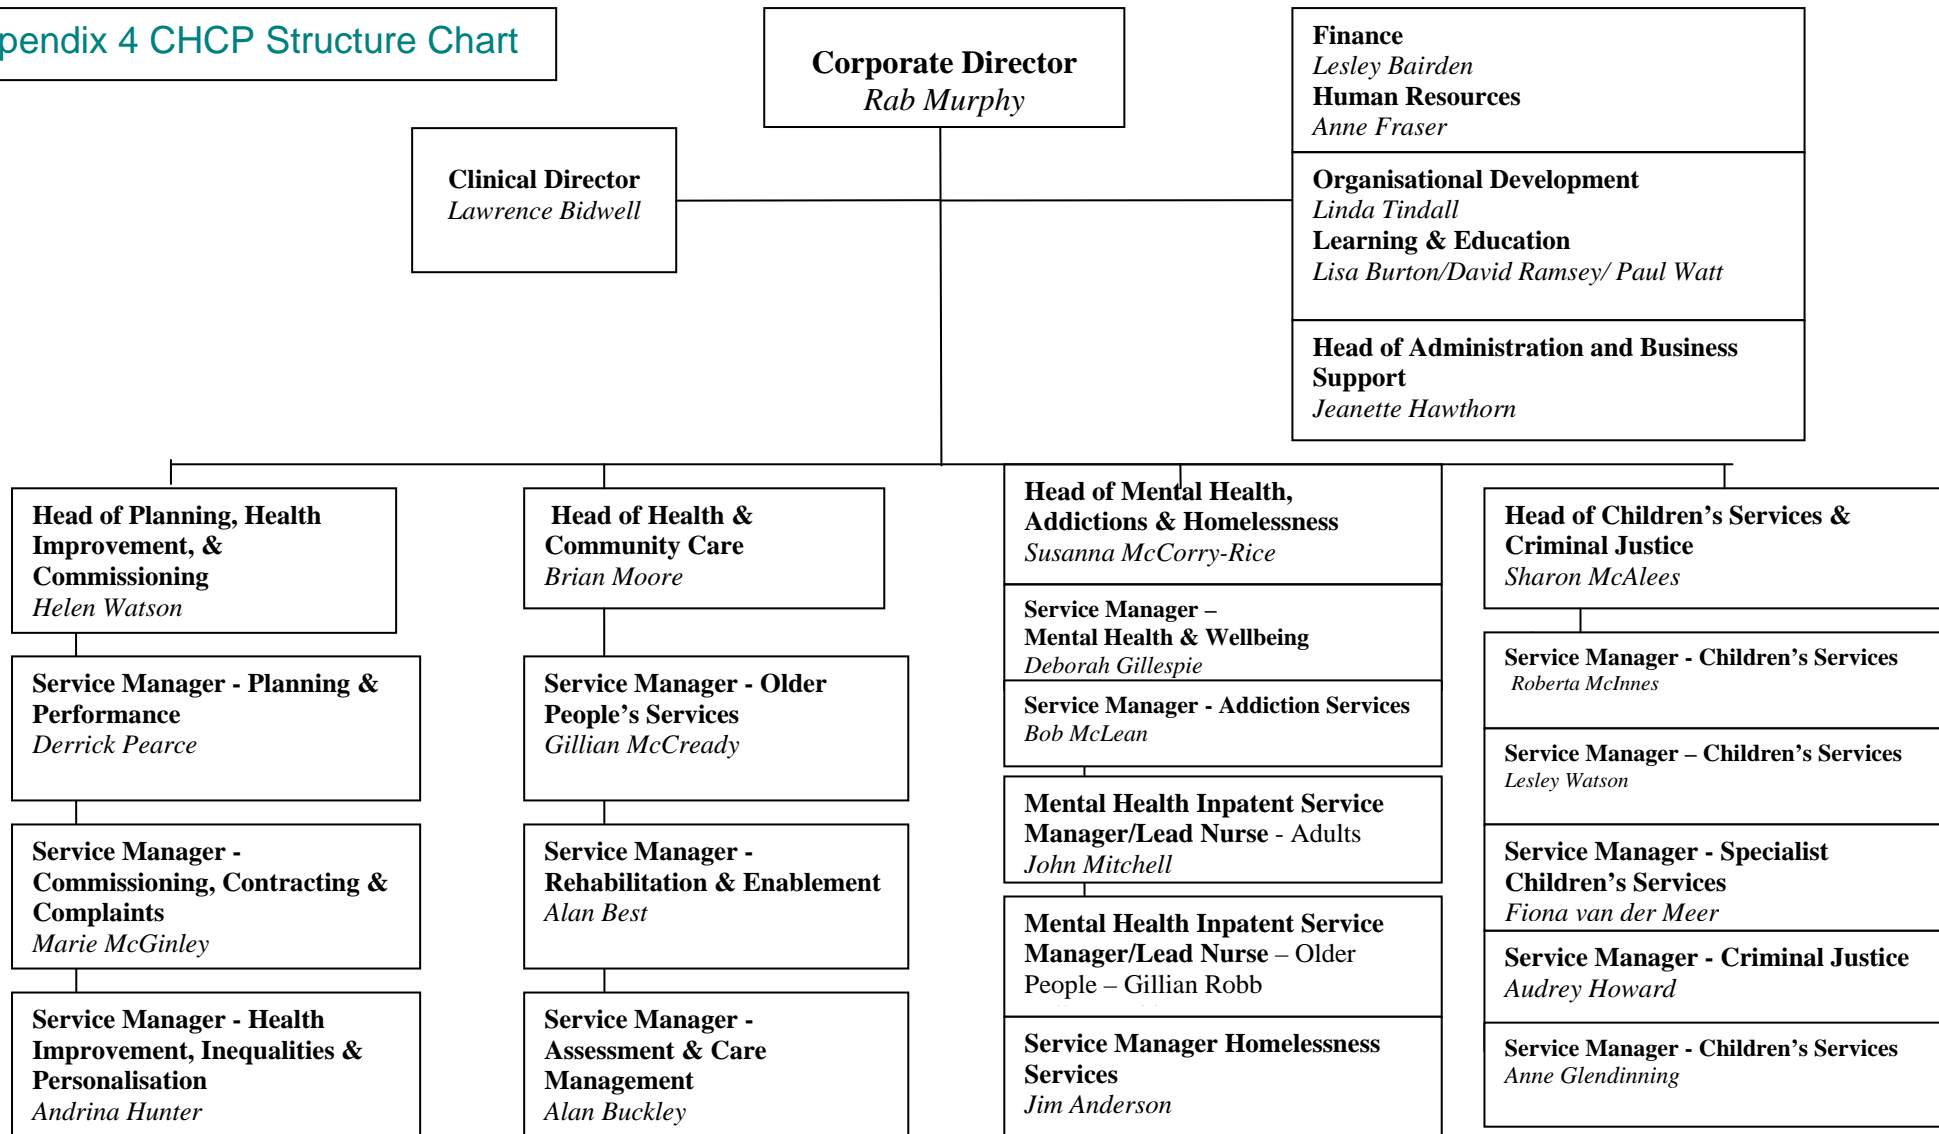 pendix 4 CHCP Structure Chart
Corporate Director
Rab Murphy
Clinical Director
Lawrence Bidwell
Finance
Lesley Bairden
Human Resources
Anne Fraser
Organisational Development
Linda Tindall
Learning & Education
Lisa Burton/David Ramsey/ Paul Watt
Head of Administration and Business
Support
Jeanette Hawthorn
Head of Planning, Health
Improvement, &
Commissioning
Helen Watson
Service Manager - Planning &
Performance
Derrick Pearce
Service Manager -
Commissioning, Contracting &
Complaints
Marie McGinley
Service Manager - Health
Improvement, Inequalities &
Personalisation
Andrina Hunter
Head of Health &
Community Care
Brian Moore
Service Manager - Older
People’s Services
Gillian McCready
Service Manager -
Rehabilitation & Enablement
Alan Best
Service Manager -
Assessment & Care
Management
Alan Buckley
Head of Mental Health,
Addictions & Homelessness
Susanna McCorry-Rice
Service Manager –
Mental Health & Wellbeing
Deborah Gillespie
Service Manager - Addiction Services
Bob McLean
Mental Health Inpatent Service
Manager/Lead Nurse - Adults
John Mitchell
Mental Health Inpatent Service
Manager/Lead Nurse – Older
People – Gillian Robb
Service Manager Homelessness
Services
Jim Anderson
Head of Children’s Services &
Criminal Justice
Sharon McAlees
Service Manager - Children’s Services
Roberta McInnes
Service Manager – Children’s Services
Lesley Watson
Service Manager - Specialist
Children’s Services
Fiona van der Meer
Service Manager - Criminal Justice
Audrey Howard
Service Manager - Children’s Services
Anne Glendinning